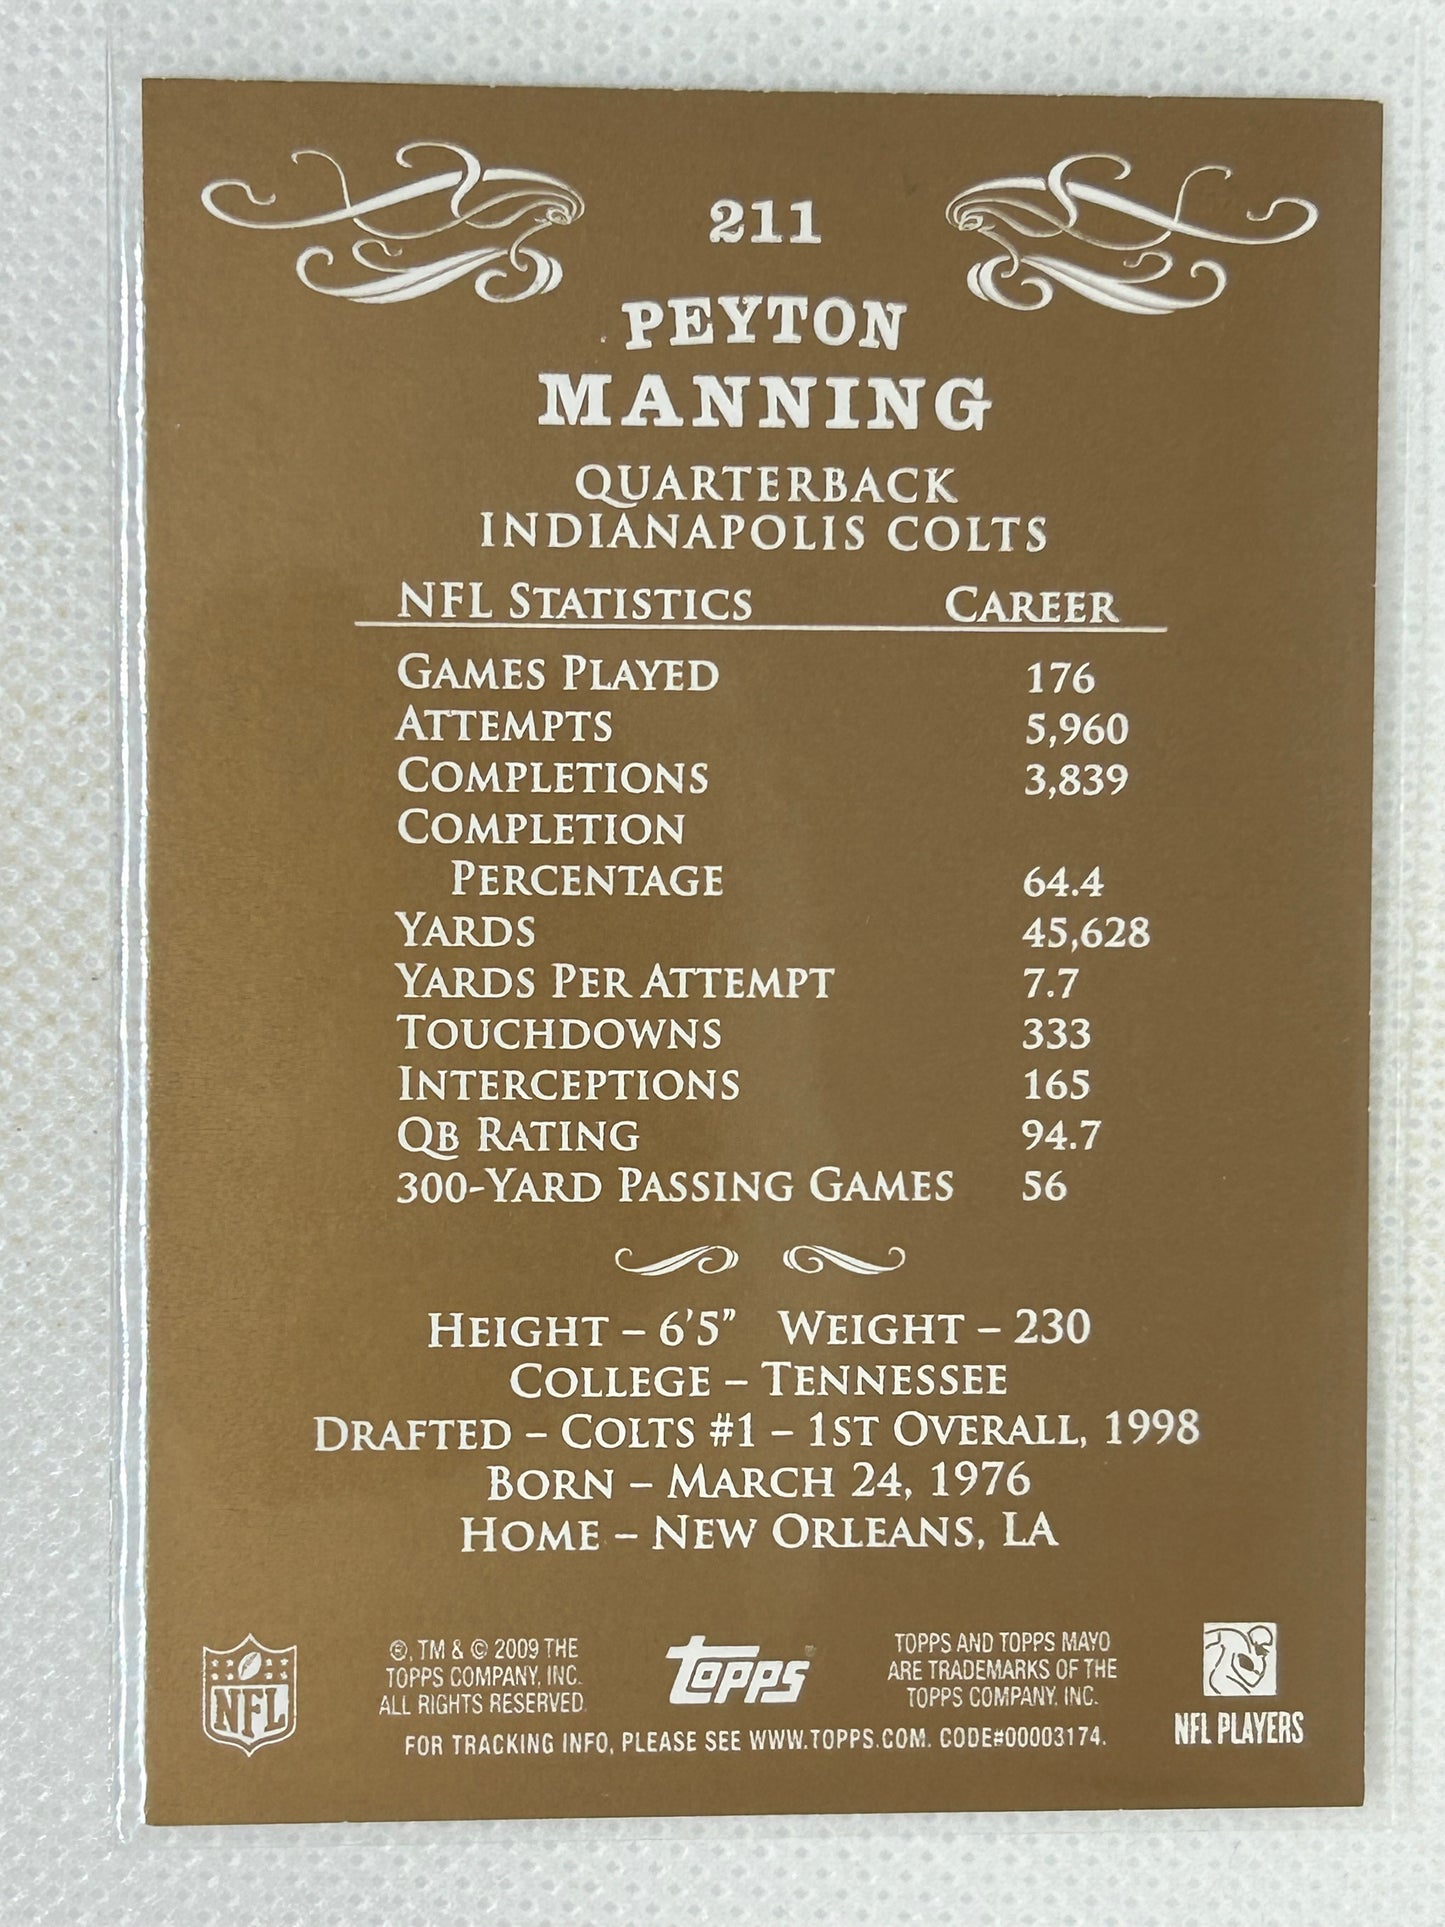 211
PEYTON
MANNING
QUARTERBACK
INDIANAPOLIS COLTS
NFL STATISTICS CAREER
GAMES PLAYED 176
ATTEMPTS 5,960
COMPLETIONS 3,839
COMPLETION
PERCENTAGE 64.4
YARDS 45,628
YARDS PER ATTEMPT 7.7
TOUCHDOWNS 333
INTERCEPTIONS 165
QB RATING 94.7
300-YARD PASSING GAMES 56
HEIGHT – 6'5" WEIGHT – 230
COLLEGE – TENNESSEE
DRAFTED – COLTS #1 – 1ST OVERALL, 1998
BORN – MARCH 24, 1976
HOME – NEW ORLEANS, LA
NFL
®, TM & © 2009 THE
TOPPS COMPANY, INC.
ALL RIGHTS RESERVED.
Topps
TOPPS AND TOPPS MAYO
ARE TRADEMARKS OF THE
TOPPS COMPANY, INC.
NFL PLAYERS
FOR TRACKING INFO, PLEASE SEE WWW.TOPPS.COM. CODE#00003174.